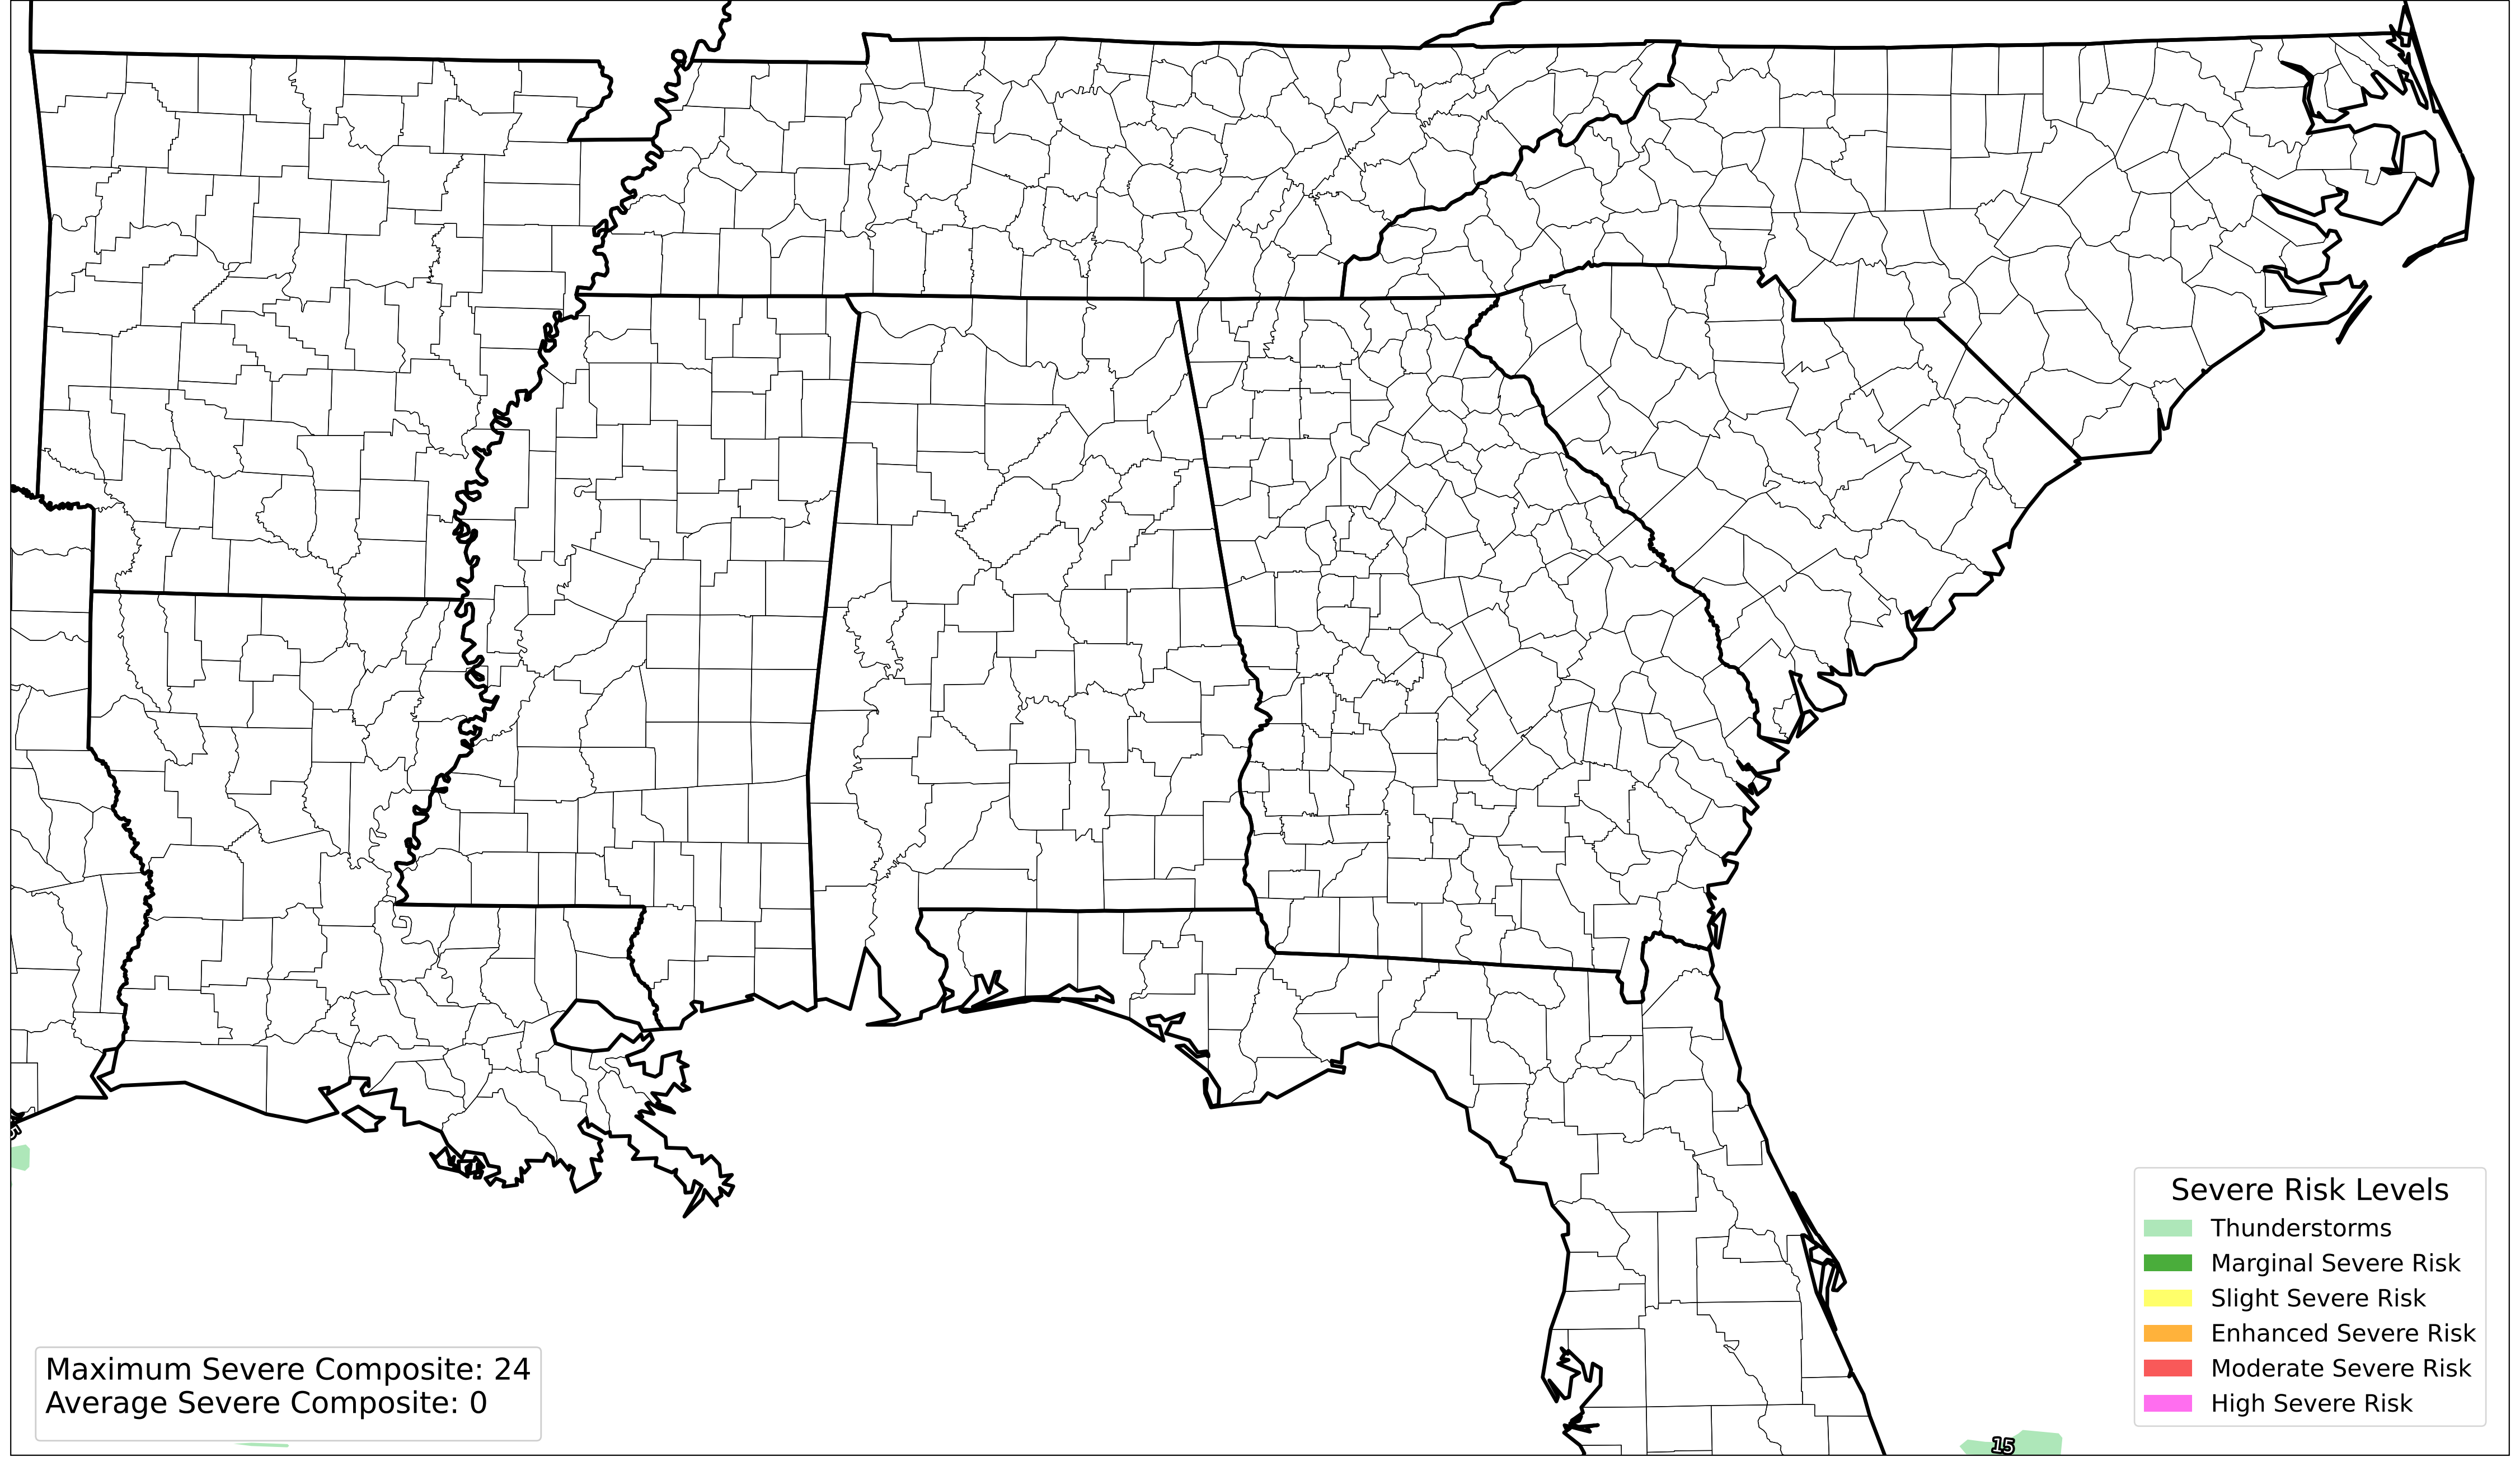 Severe Risk Levels
Thunderstorms
Marginal Severe Risk
Slight Severe Risk
Enhanced Severe Risk
Moderate Severe Risk
High Severe Risk
Maximum Severe Composite: 24
Average Severe Composite: 0
15